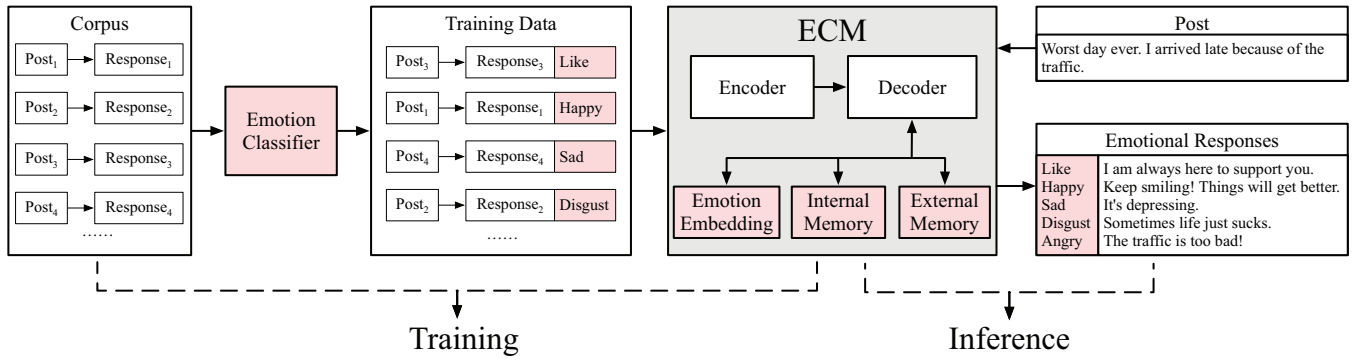 Corpus
Post₁ Response₁
Post₂ Response₂
Post₃ Response₃
Post₄ Response₄
......
Emotion
Classifier
Training Data
Post₃ Response₃ Like
Post₁ Response₁ Happy
Post₄ Response₄ Sad
Post₂ Response₂ Disgust
......
ECM
Encoder
Decoder
Emotion
Embedding
Internal
Memory
External
Memory
Post
Worst day ever. I arrived late because of the
traffic.
Emotional Responses
Like I am always here to support you.
Happy Keep smiling! Things will get better.
Sad It's depressing.
Disgust Sometimes life just sucks.
Angry The traffic is too bad!
Training
Inference